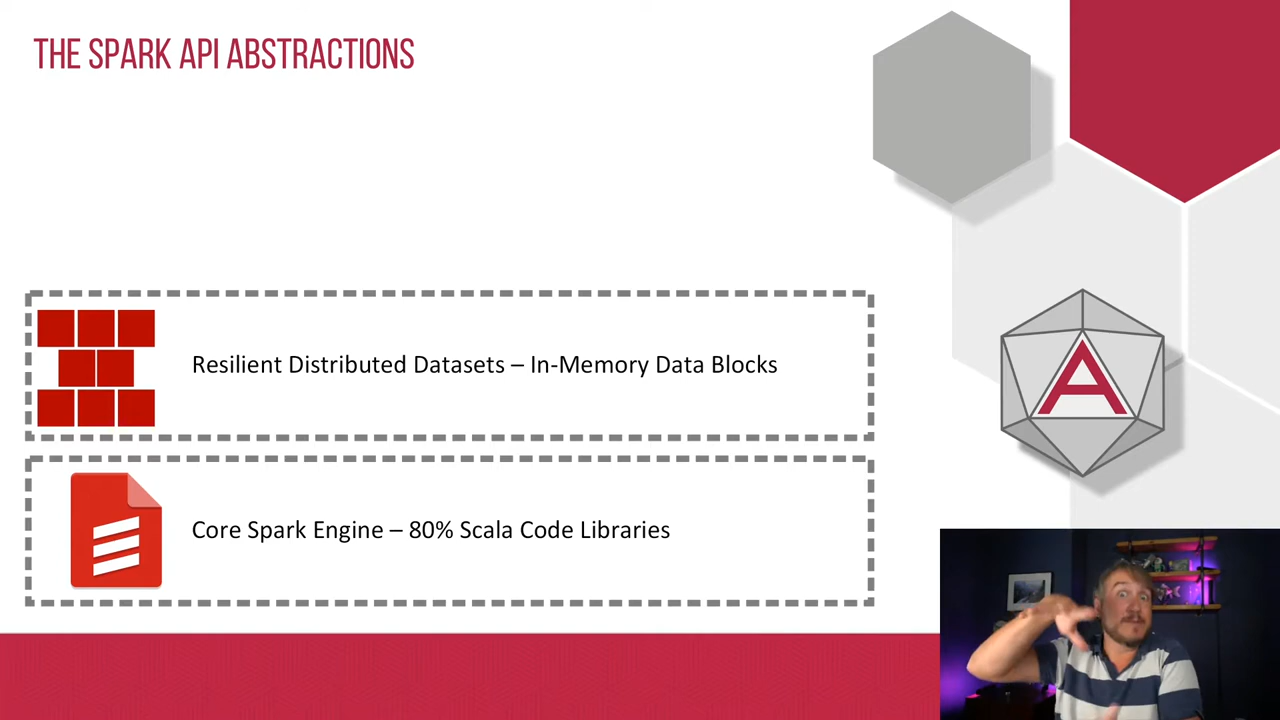 THE SPARK API ABSTRACTIONS
Resilient Distributed Datasets – In-Memory Data Blocks
Core Spark Engine – 80% Scala Code Libraries
A